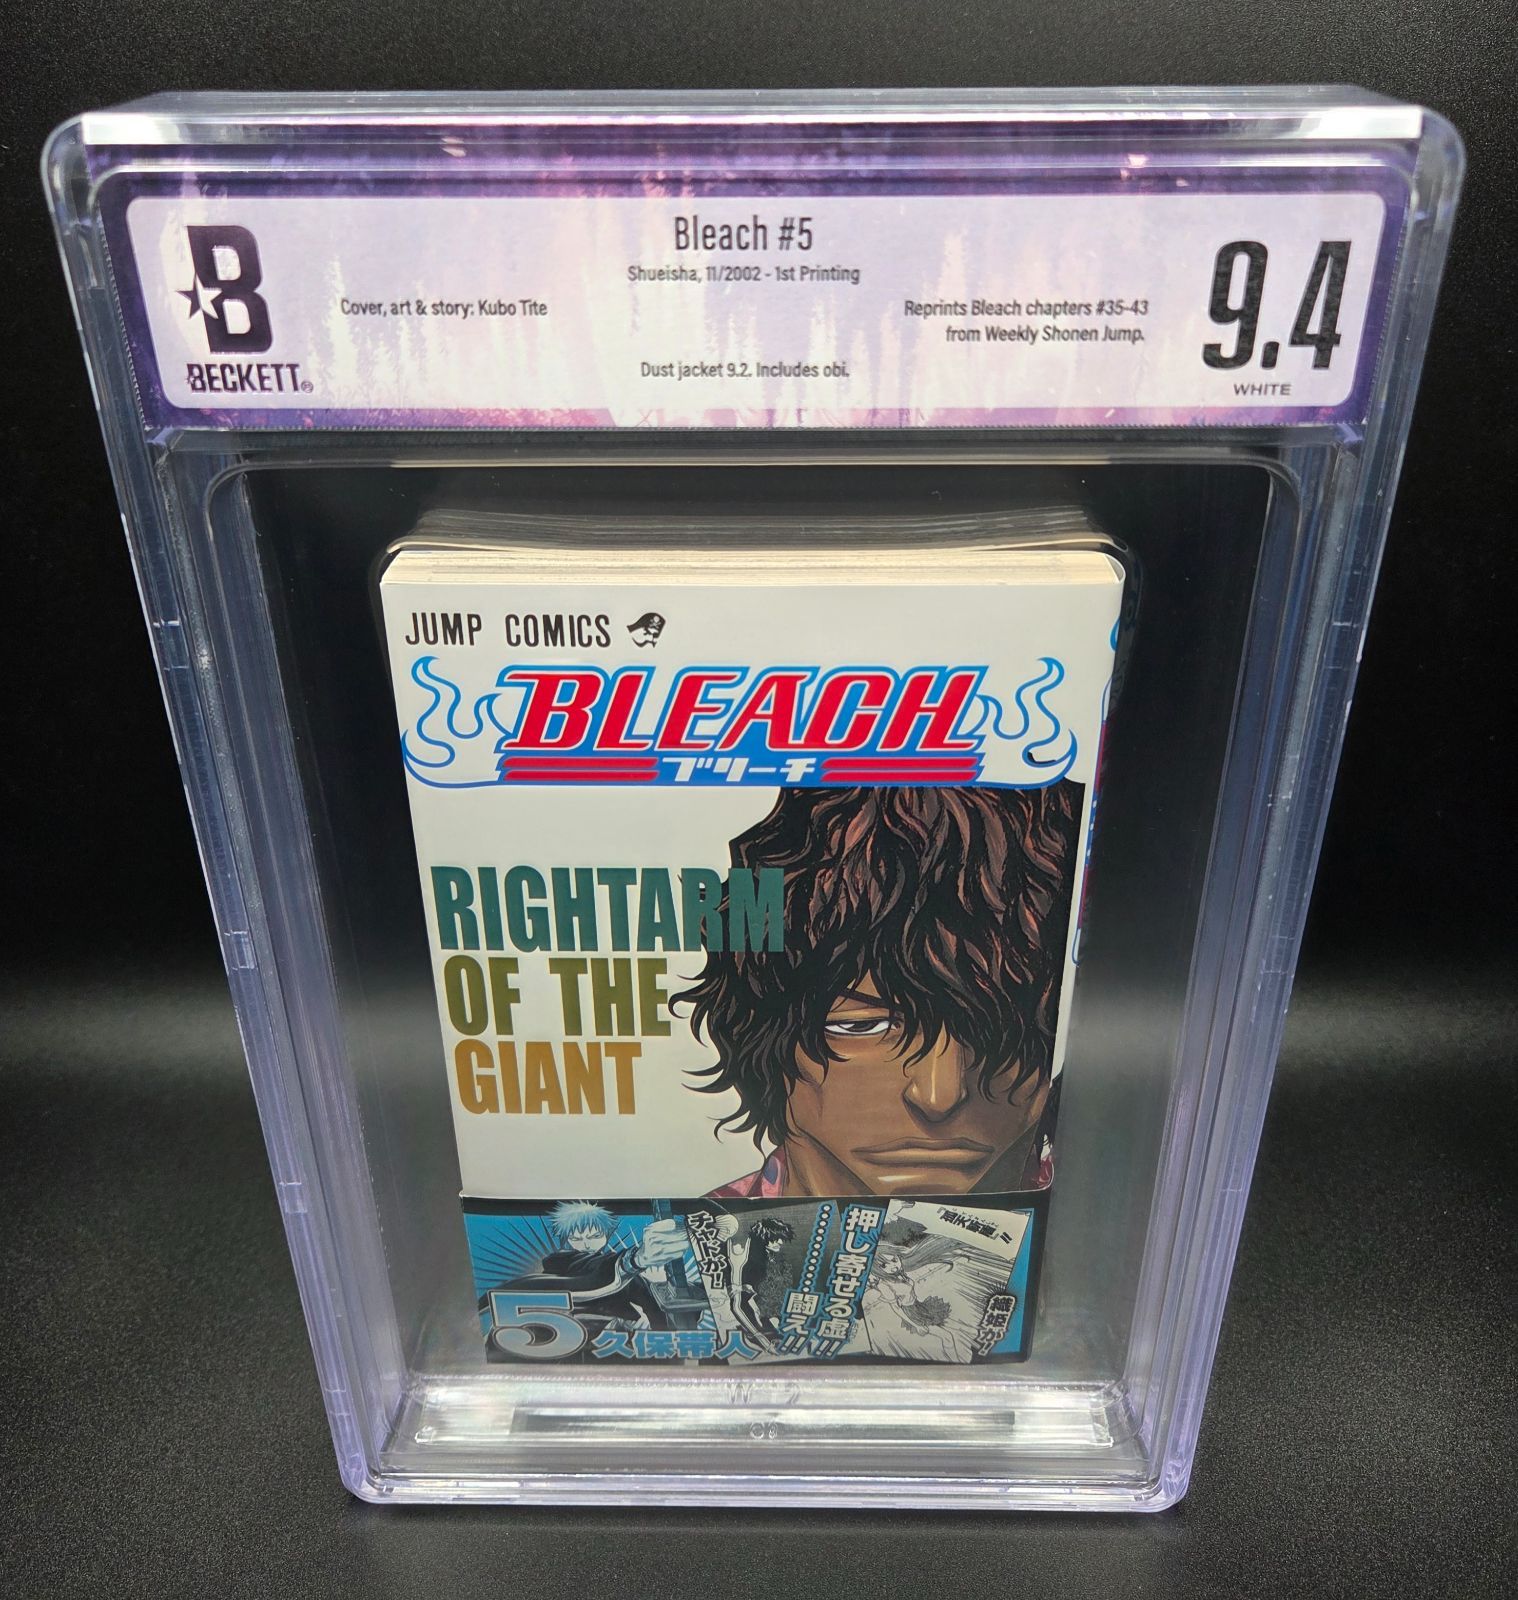 Bleach #5
Shueisha, 11/2002 - 1st Printing
Cover, art & story: Kubo Tite
Reprints Bleach chapters #35-43
from Weekly Shonen Jump.
Dust jacket 9.2. Includes obi.
B
BECKETT®
9.4
WHITE
JUMP COMICS
BLEACH
ブリーチ
RIGHTARM
OF THE
GIANT
チャドが!
押し寄せる虚!!
…………闘え!!
織姫が!
5
久保帯人